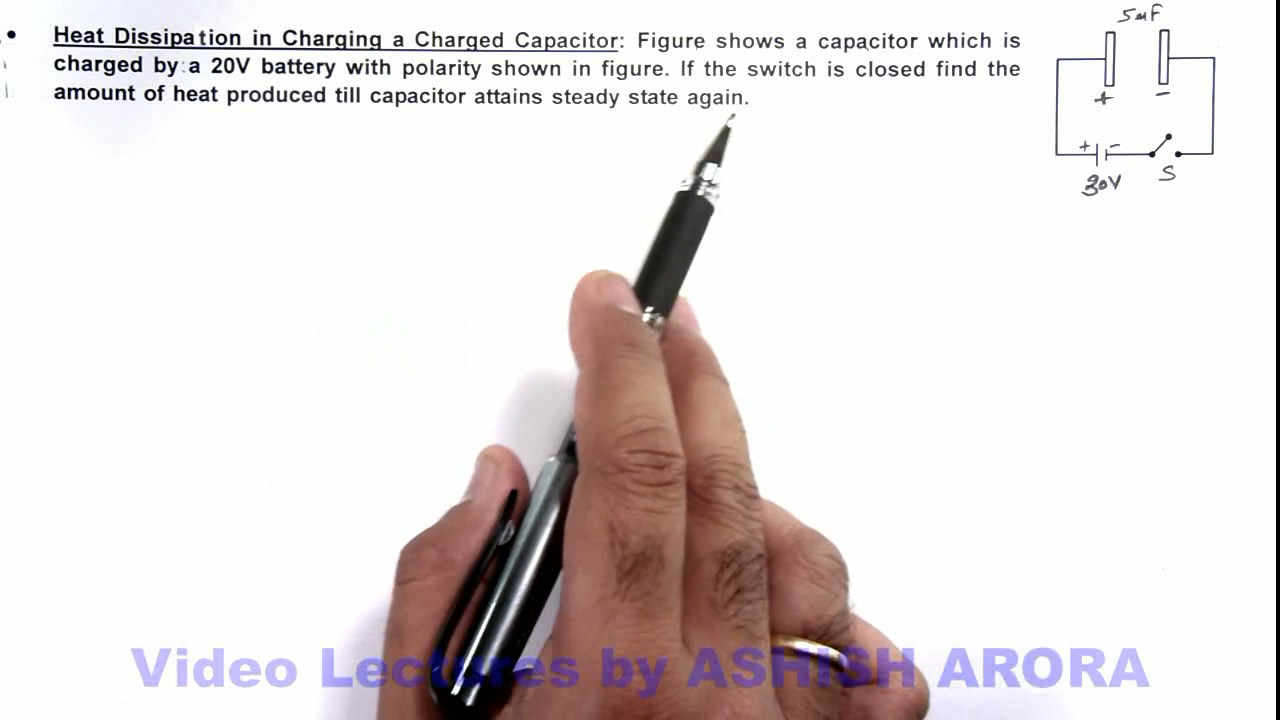 • Heat Dissipation in Charging a Charged Capacitor: Figure shows a capacitor which is
charged by a 20V battery with polarity shown in figure. If the switch is closed find the
amount of heat produced till capacitor attains steady state again.
5μF
+ −
+ −
30V S
Video Lectures by ASHISH ARORA